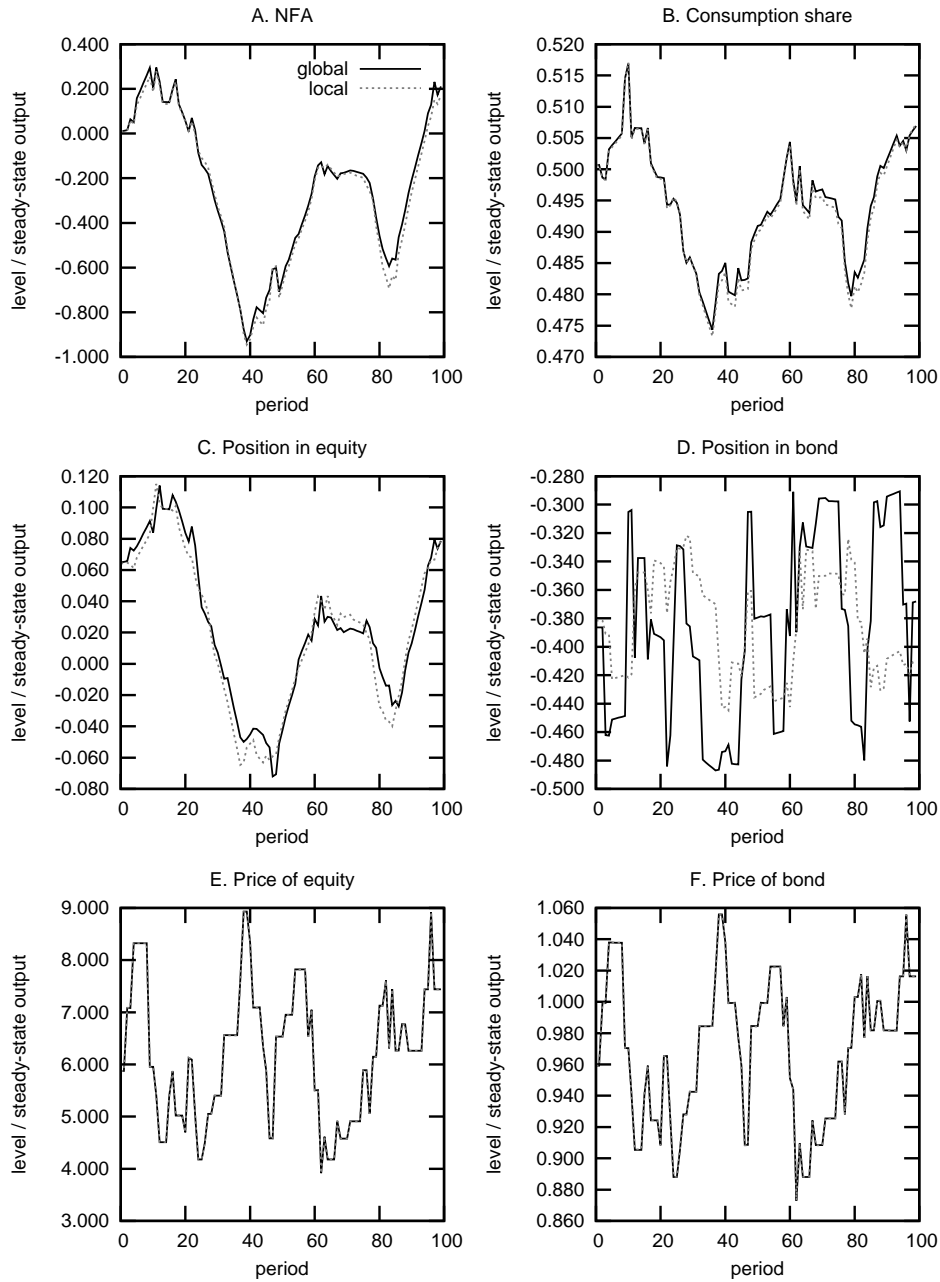 A. NFA
B. Consumption share
0.400
0.200
0.000
-0.200
-0.400
-0.600
-0.800
-1.000
level / steady-state output
global
local
0 20 40 60 80 100
period
0.520
0.515
0.510
0.505
0.500
0.495
0.490
0.485
0.480
0.475
0.470
level / steady-state output
0 20 40 60 80 100
period
C. Position in equity
D. Position in bond
0.120
0.100
0.080
0.060
0.040
0.020
0.000
-0.020
-0.040
-0.060
-0.080
level / steady-state output
0 20 40 60 80 100
period
-0.280
-0.300
-0.320
-0.340
-0.360
-0.380
-0.400
-0.420
-0.440
-0.460
-0.480
-0.500
level / steady-state output
0 20 40 60 80 100
period
E. Price of equity
F. Price of bond
9.000
8.000
7.000
6.000
5.000
4.000
3.000
level / steady-state output
0 20 40 60 80 100
period
1.060
1.040
1.020
1.000
0.980
0.960
0.940
0.920
0.900
0.880
0.860
level / steady-state output
0 20 40 60 80 100
period